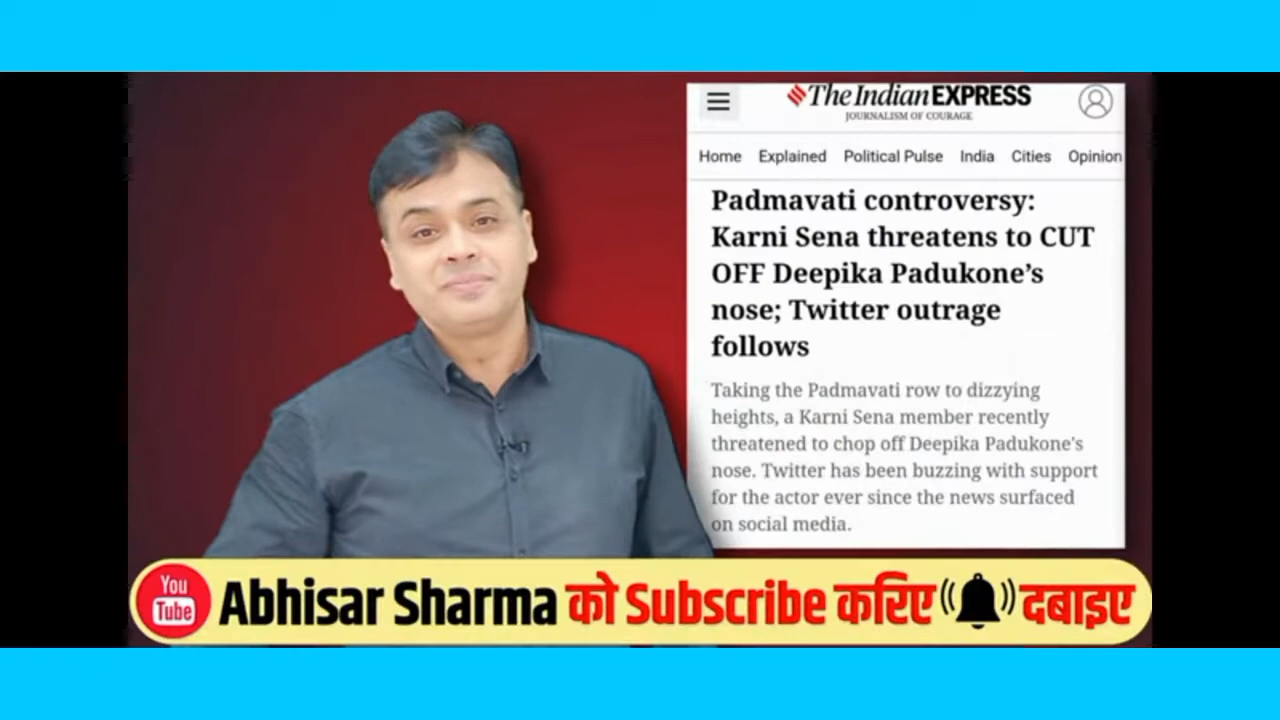 The Indian EXPRESS
JOURNALISM OF COURAGE
Home Explained Political Pulse India Cities Opinion
Padmavati controversy:
Karni Sena threatens to CUT
OFF Deepika Padukone’s
nose; Twitter outrage
follows
Taking the Padmavati row to dizzying
heights, a Karni Sena member recently
threatened to chop off Deepika Padukone's
nose. Twitter has been buzzing with support
for the actor ever since the news surfaced
on social media.
You
Tube
Abhisar Sharma को Subscribe करिए दबाइए